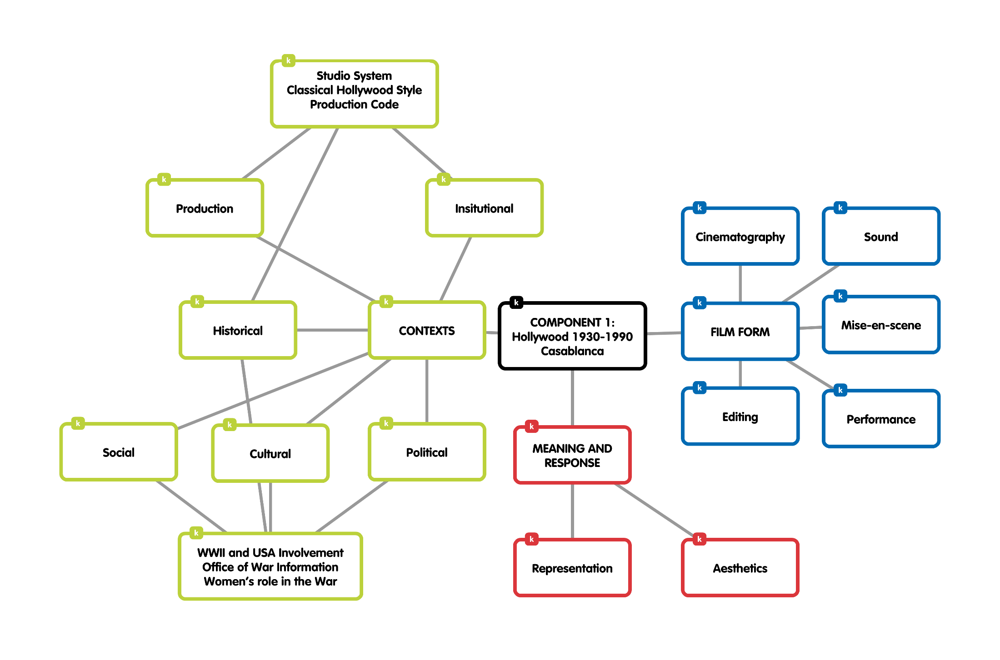 k
Studio System
Classical Hollywood Style
Production Code
k
Production
k
Insitutional
k
Historical
k
CONTEXTS
k
COMPONENT 1:
Hollywood 1930-1990
Casablanca
k
Cinematography
k
Sound
k
FILM FORM
k
Mise-en-scene
k
Editing
k
Performance
k
Social
k
Cultural
k
Political
k
MEANING AND
RESPONSE
k
WWII and USA Involvement
Office of War Information
Women's role in the War
k
Representation
k
Aesthetics